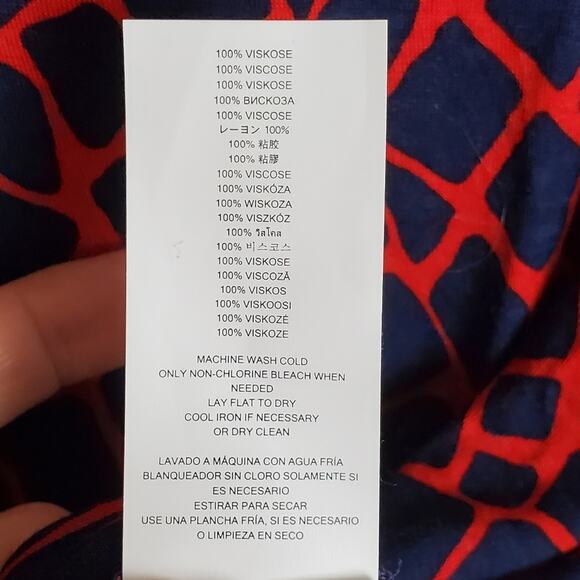 100% VISKOSE
100% VISCOSE
100% VISKOSE
100% ВИСКОЗА
100% VISCOSE
レーヨン 100%
100% 粘胶
100% 粘膠
100% VISCOSE
100% VISKÓZA
100% WISKOZA
100% VISZKÓZ
100% วิสโคส
100% 비스코스
100% VISKOSE
100% VISCOZĂ
100% VISKOS
100% VISKOOSI
100% VISKOZĖ
100% VISKOZE
MACHINE WASH COLD
ONLY NON-CHLORINE BLEACH WHEN
NEEDED
LAY FLAT TO DRY
COOL IRON IF NECESSARY
OR DRY CLEAN
LAVADO A MÁQUINA CON AGUA FRÍA
BLANQUEADOR SIN CLORO SOLAMENTE SI
ES NECESARIO
ESTIRAR PARA SECAR
USE UNA PLANCHA FRÍA, SI ES NECESARIO
O LIMPIEZA EN SECO